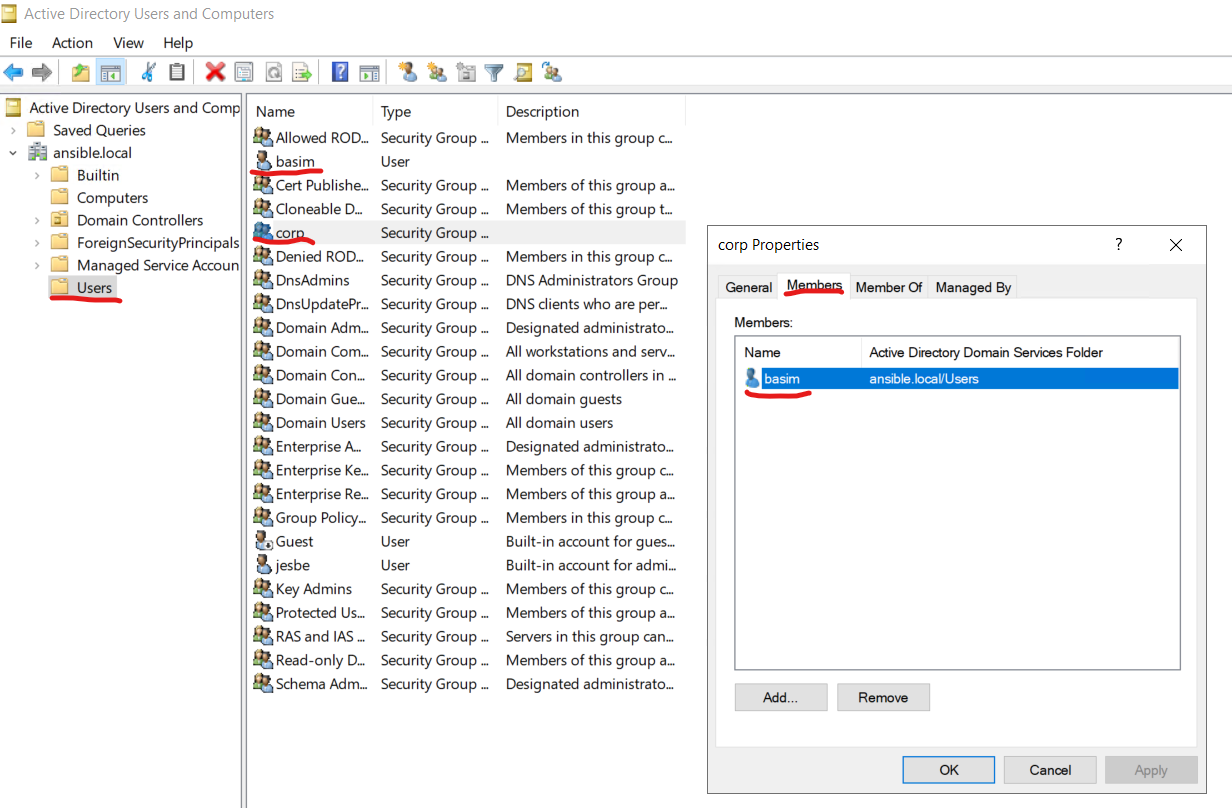 Active Directory Users and Computers
File Action View Help
Active Directory Users and Comp
Saved Queries
ansible.local
Builtin
Computers
Domain Controllers
ForeignSecurityPrincipals
Managed Service Accoun
Users
Name Type Description
Allowed ROD... Security Group ... Members in this group c...
basim User
Cert Publishe... Security Group ... Members of this group a...
Cloneable D... Security Group ... Members of this group t...
corp Security Group ...
Denied ROD... Security Group ... Members in this group c...
DnsAdmins Security Group ... DNS Administrators Group
DnsUpdatePr... Security Group ... DNS clients who are per...
Domain Adm... Security Group ... Designated administrato...
Domain Com... Security Group ... All workstations and serv...
Domain Con... Security Group ... All domain controllers in ...
Domain Gue... Security Group ... All domain guests
Domain Users Security Group ... All domain users
Enterprise A... Security Group ... Designated administrato...
Enterprise Ke... Security Group ... Members of this group c...
Enterprise Re... Security Group ... Members of this group a...
Group Policy... Security Group ... Members in this group c...
Guest User Built-in account for gues...
jesbe User Built-in account for admi...
Key Admins Security Group ... Members of this group c...
Protected Us... Security Group ... Members of this group a...
RAS and IAS ... Security Group ... Servers in this group can...
Read-only D... Security Group ... Members of this group a...
Schema Adm... Security Group ... Designated administrato...
corp Properties ?
General Members Member Of Managed By
Members:
Name Active Directory Domain Services Folder
basim ansible.local/Users
Add... Remove
OK Cancel Apply